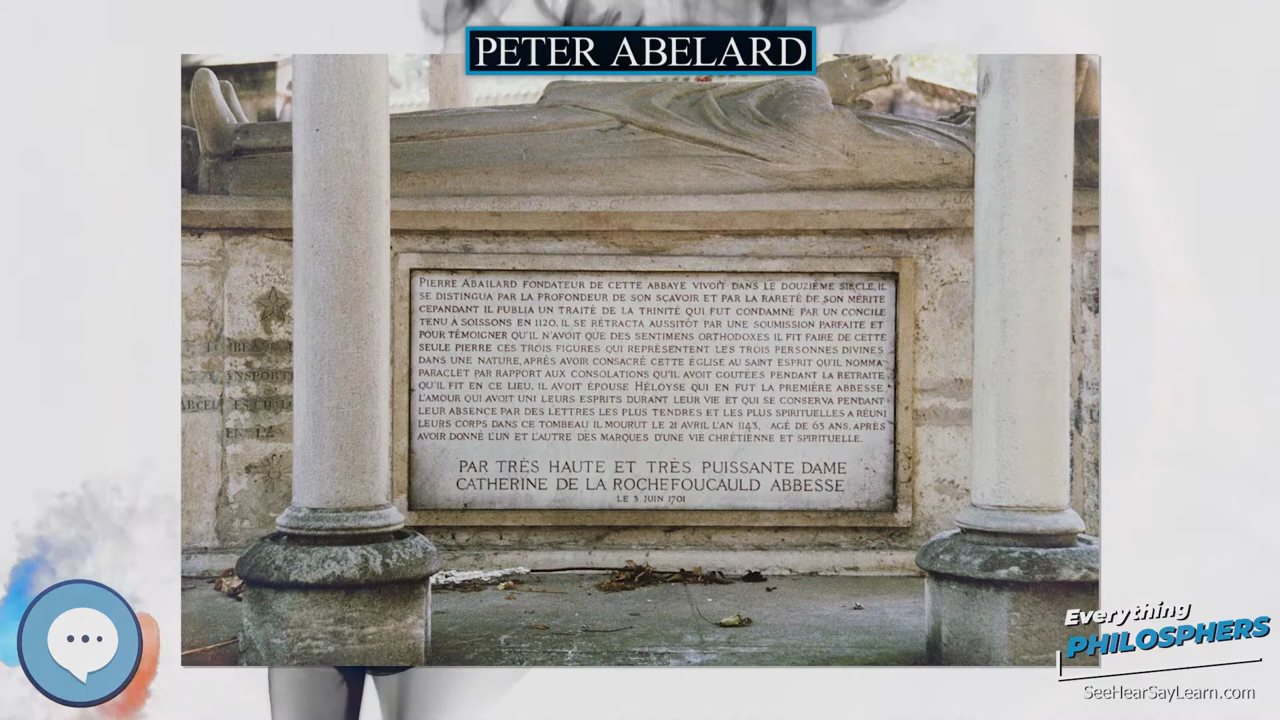 PETER ABELARD
PIERRE ABAILARD FONDATEUR DE CETTE ABBAYE VIVOIT DANS LE DOUZIÈME SIECLE, IL
SE DISTINGUA PAR LA PROFONDEUR DE SON SÇAVOIR ET PAR LA RARETÉ DE SON MÉRITE
CEPANDANT IL PUBLIA UN TRAITÉ DE LA TRINITÉ QUI FUT CONDAMNÉ PAR UN CONCILE
TENU A SOISSONS EN 1120. IL SE RÉTRACTA AUSSITÔT PAR UNE SOUMISSION PARFAITE ET
POUR TÉMOIGNER QU'IL N'AVOIT QUE DES SENTIMENS ORTHODOXES IL FIT FAIRE DE CETTE
SEULE PIERRE CES TROIS FIGURES QUI REPRÉSENTENT LES TROIS PERSONNES DIVINES
DANS UNE NATURE, APRÈS AVOIR CONSACRÉ CETTE ÉGLISE AU SAINT ESPRIT QU'IL NOMMA
PARACLET PAR RAPPORT AUX CONSOLATIONS QU'IL AVOIT GOUTÉES PENDANT LA RETRAITE
QU'IL FIT EN CE LIEU. IL AVOIT ÉPOUSÉ HÉLOYSE QUI EN FUT LA PREMIÈRE ABBESSE,
L'AMOUR QUI AVOIT UNI LEURS ESPRITS DURANT LEUR VIE ET QUI SE CONSERVA PENDANT
LEUR ABSENCE PAR DES LETTRES LES PLUS TENDRES ET LES PLUS SPIRITUELLES A RÉUNI
LEURS CORPS DANS CE TOMBEAU IL MOURUT LE 21 AVRIL L'AN 1143, AGÉ DE 63 ANS, APRÈS
AVOIR DONNÉ L'UN ET L'AUTRE DES MARQUES D'UNE VIE CHRÉTIENNE ET SPIRITUELLE.
PAR TRÈS HAUTE ET TRÈS PUISSANTE DAME
CATHERINE DE LA ROCHEFOUCAULD ABBESSE
LE 3 JUIN 1701
Everything
PHILOSPHERS
SeeHearSayLearn.com